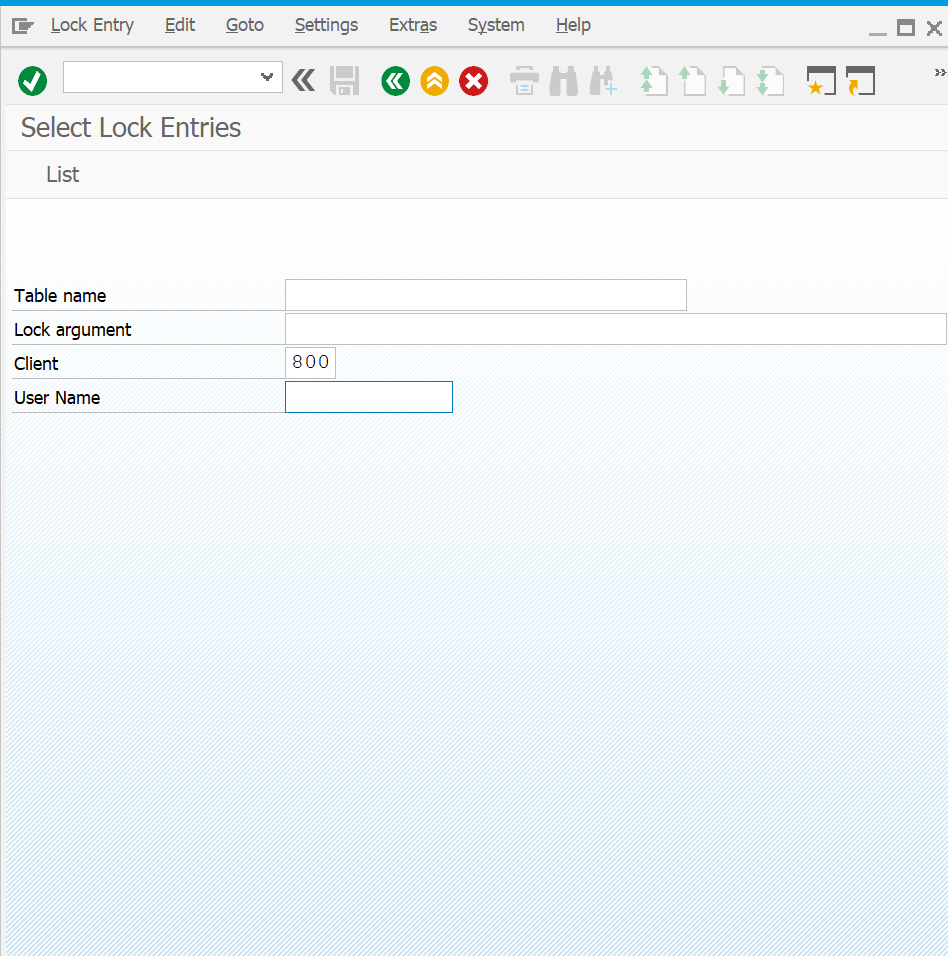 Lock Entry Edit Goto Settings Extras System Help
Select Lock Entries
List
Table name
Lock argument
Client 800
User Name